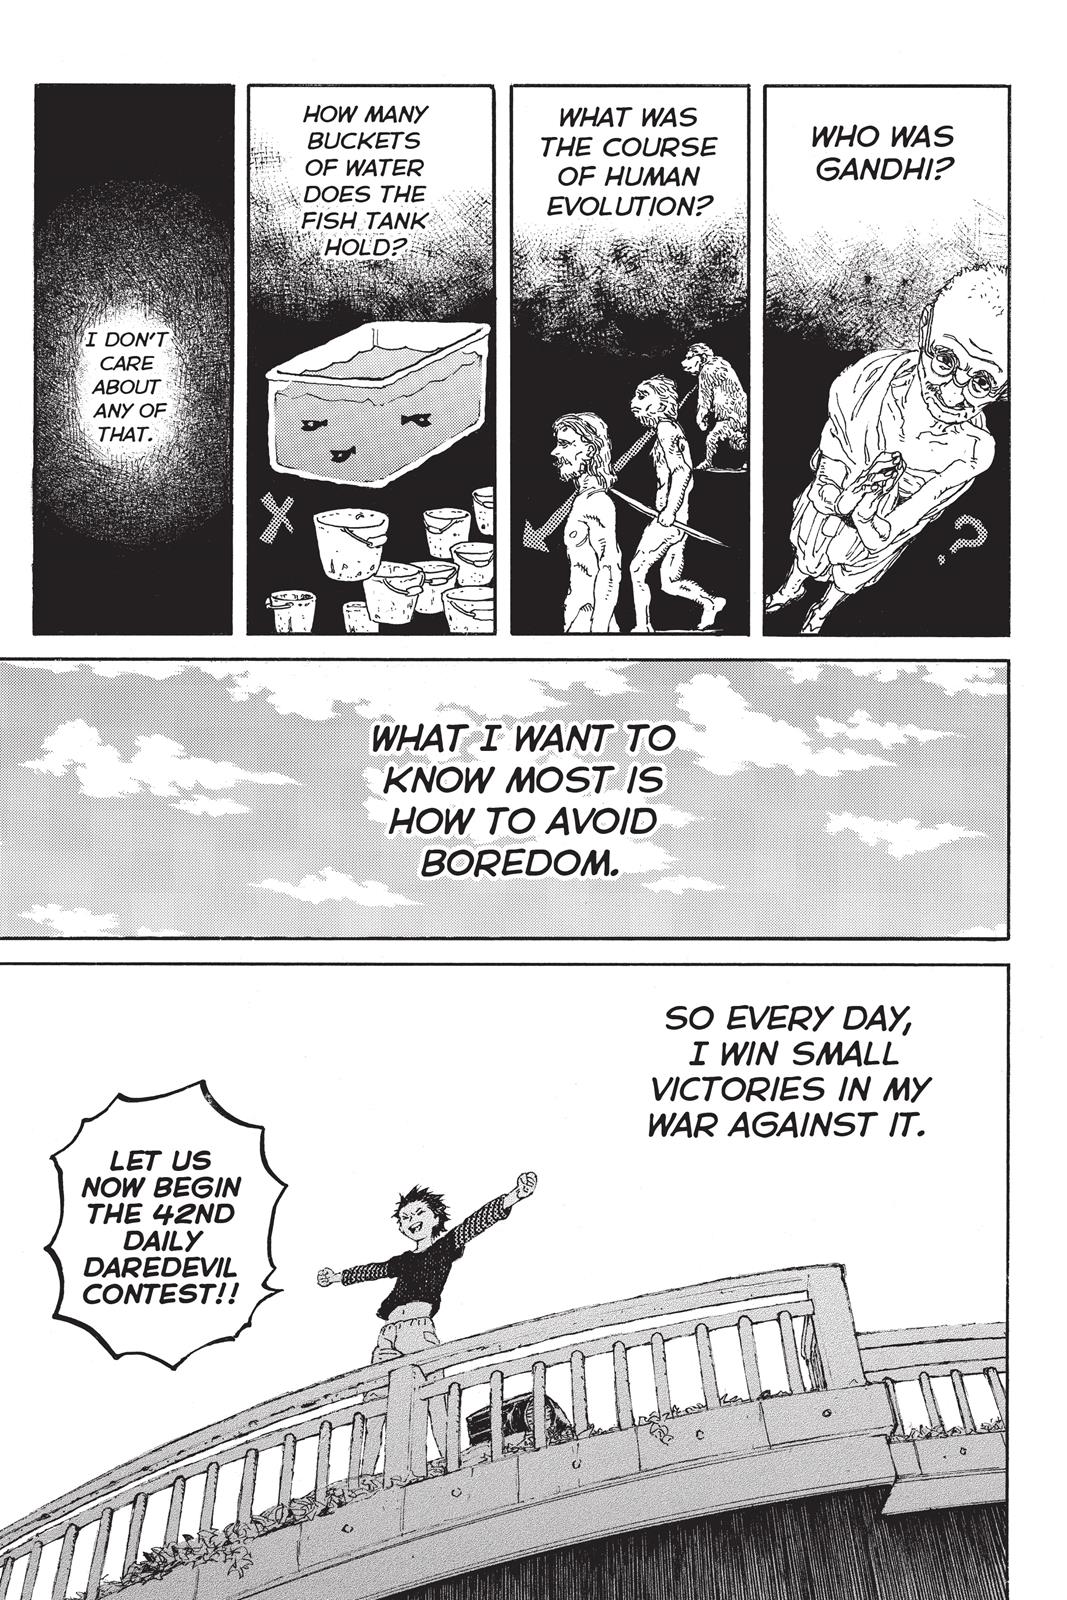 WHO WAS
GANDHI?
?
WHAT WAS
THE COURSE
OF HUMAN
EVOLUTION?
HOW MANY
BUCKETS
OF WATER
DOES THE
FISH TANK
HOLD?
X
I DON'T
CARE
ABOUT
ANY OF
THAT.
WHAT I WANT TO
KNOW MOST IS
HOW TO AVOID
BOREDOM.
SO EVERY DAY,
I WIN SMALL
VICTORIES IN MY
WAR AGAINST IT.
LET US
NOW BEGIN
THE 42ND
DAILY
DAREDEVIL
CONTEST!!